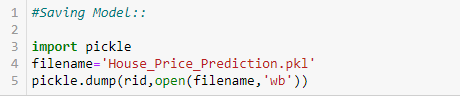 1 #Saving Model::
2
3 import pickle
4 filename='House_Price_Prediction.pkl'
5 pickle.dump(rid,open(filename,'wb'))